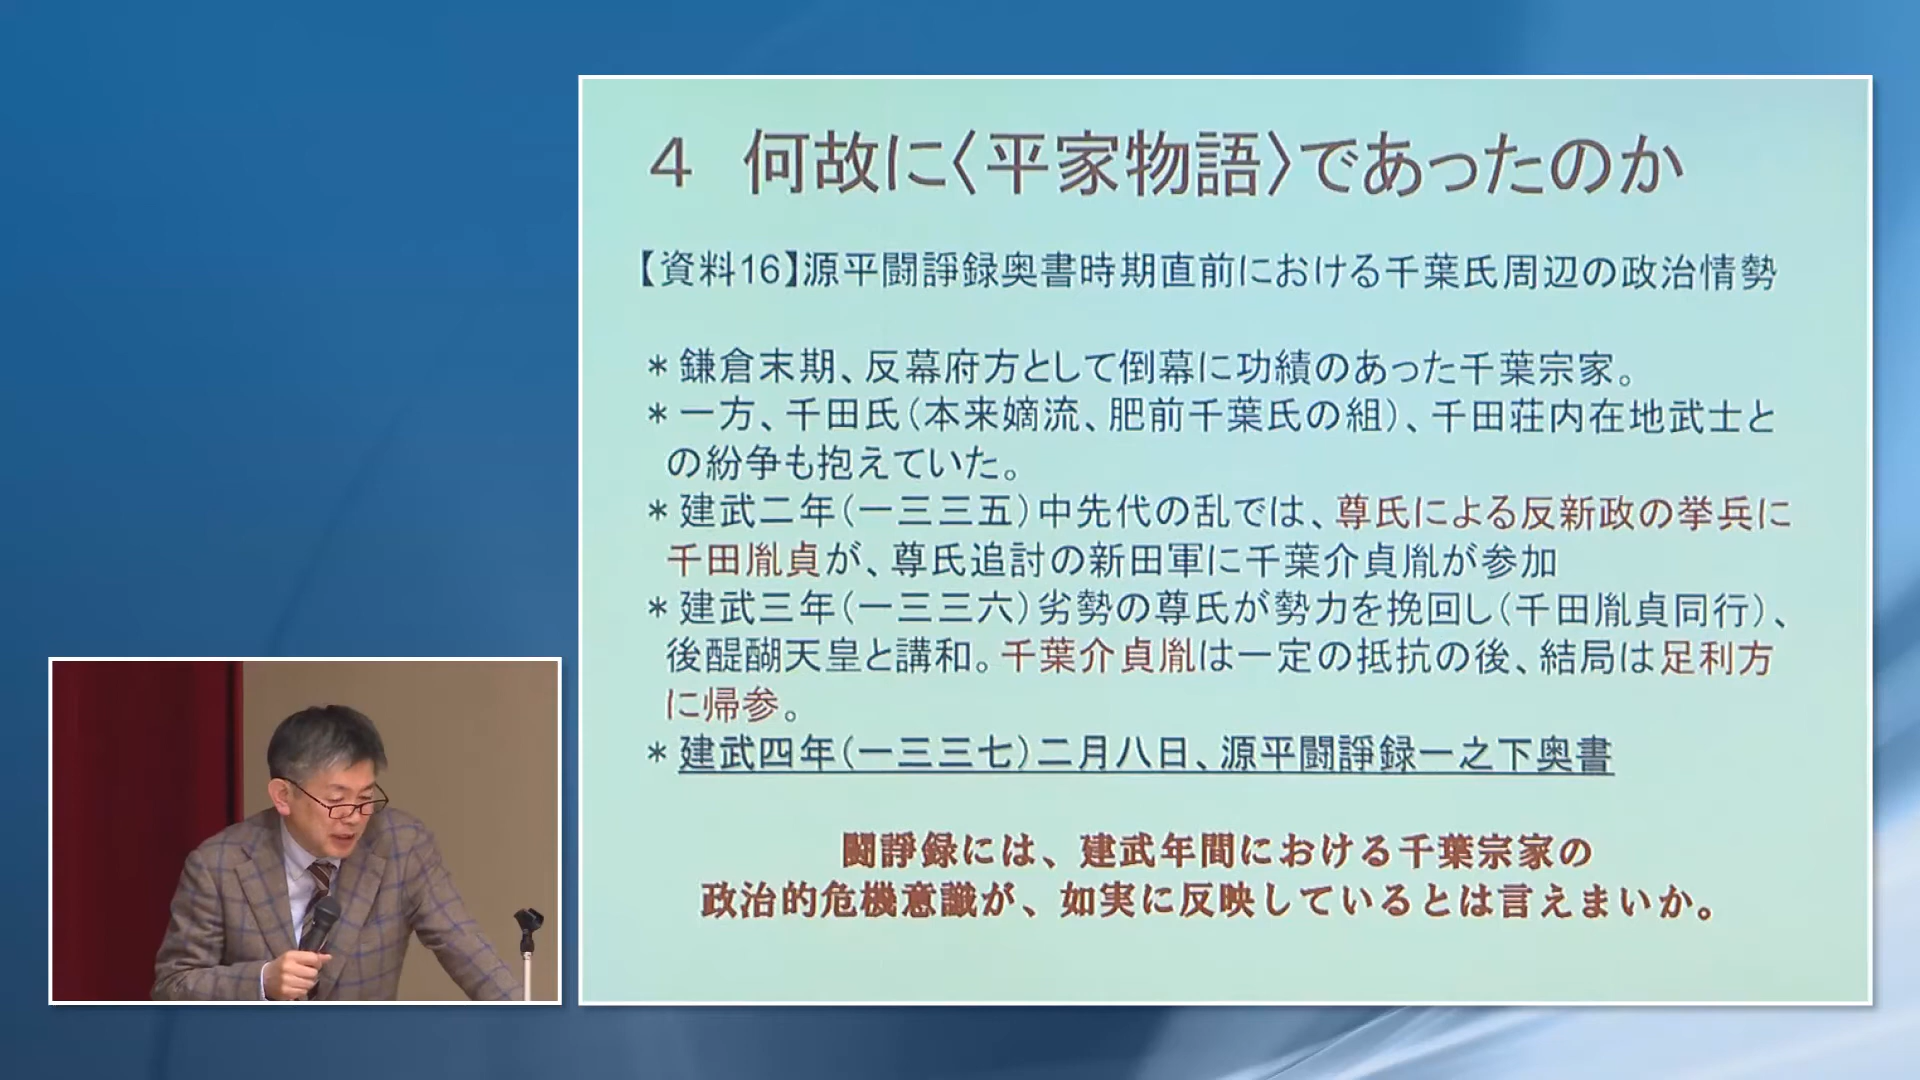 4 何故に〈平家物語〉であったのか
【資料16】源平闘諍録奥書時期直前における千葉氏周辺の政治情勢
＊鎌倉末期、反幕府方として倒幕に功績のあった千葉宗家。
＊一方、千田氏（本来嫡流、肥前千葉氏の組）、千田荘内在地武士と
の紛争も抱えていた。
＊建武二年（一三三五）中先代の乱では、尊氏による反新政の挙兵に
千田胤貞が、尊氏追討の新田軍に千葉介貞胤が参加
＊建武三年（一三三六）劣勢の尊氏が勢力を挽回し（千田胤貞同行）、
後醍醐天皇と講和。千葉介貞胤は一定の抵抗の後、結局は足利方
に帰参。
＊建武四年（一三三七）二月八日、源平闘諍録一之下奥書
闘諍録には、建武年間における千葉宗家の
政治的危機意識が、如実に反映しているとは言えまいか。